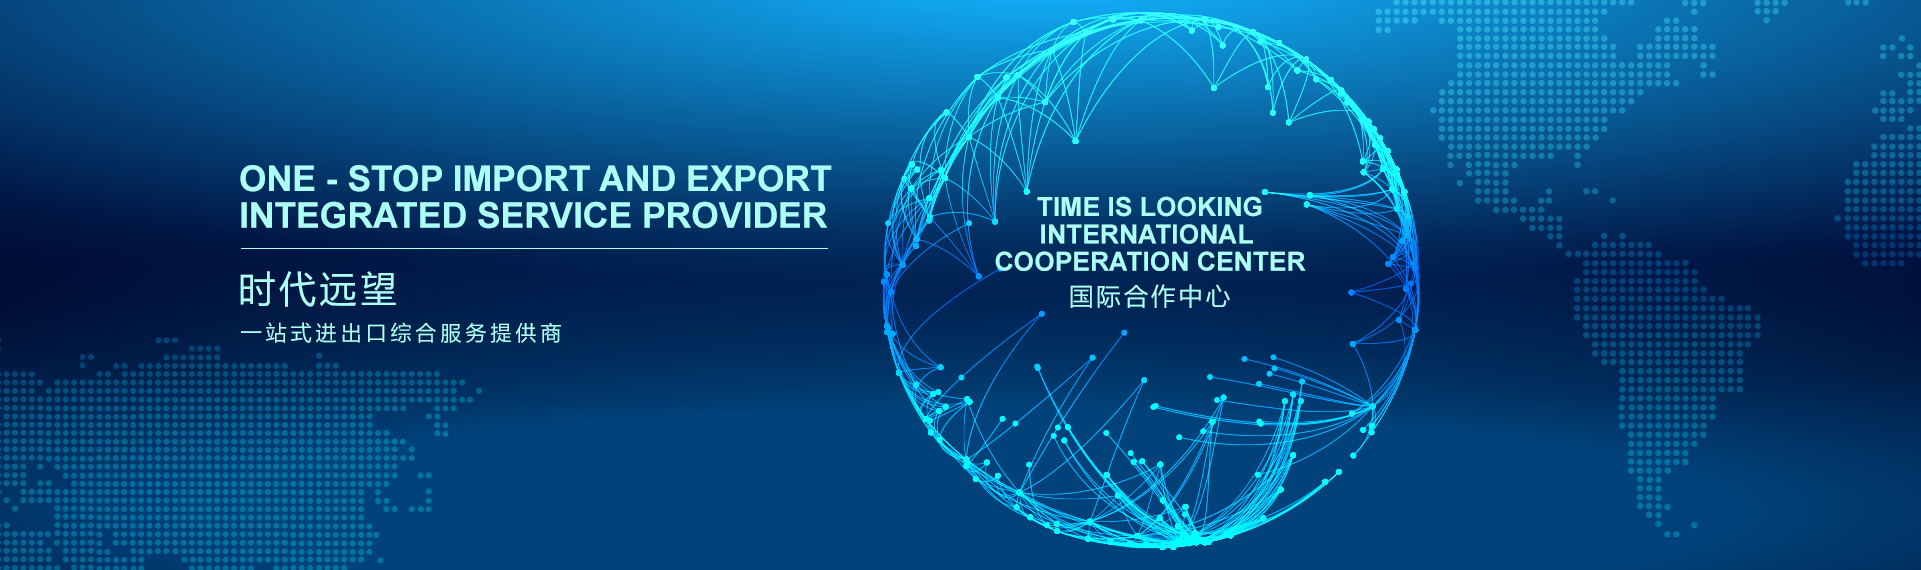 ONE - STOP IMPORT AND EXPORT
INTEGRATED SERVICE PROVIDER
时代远望
一站式进出口综合服务提供商
TIME IS LOOKING
INTERNATIONAL
COOPERATION CENTER
国际合作中心